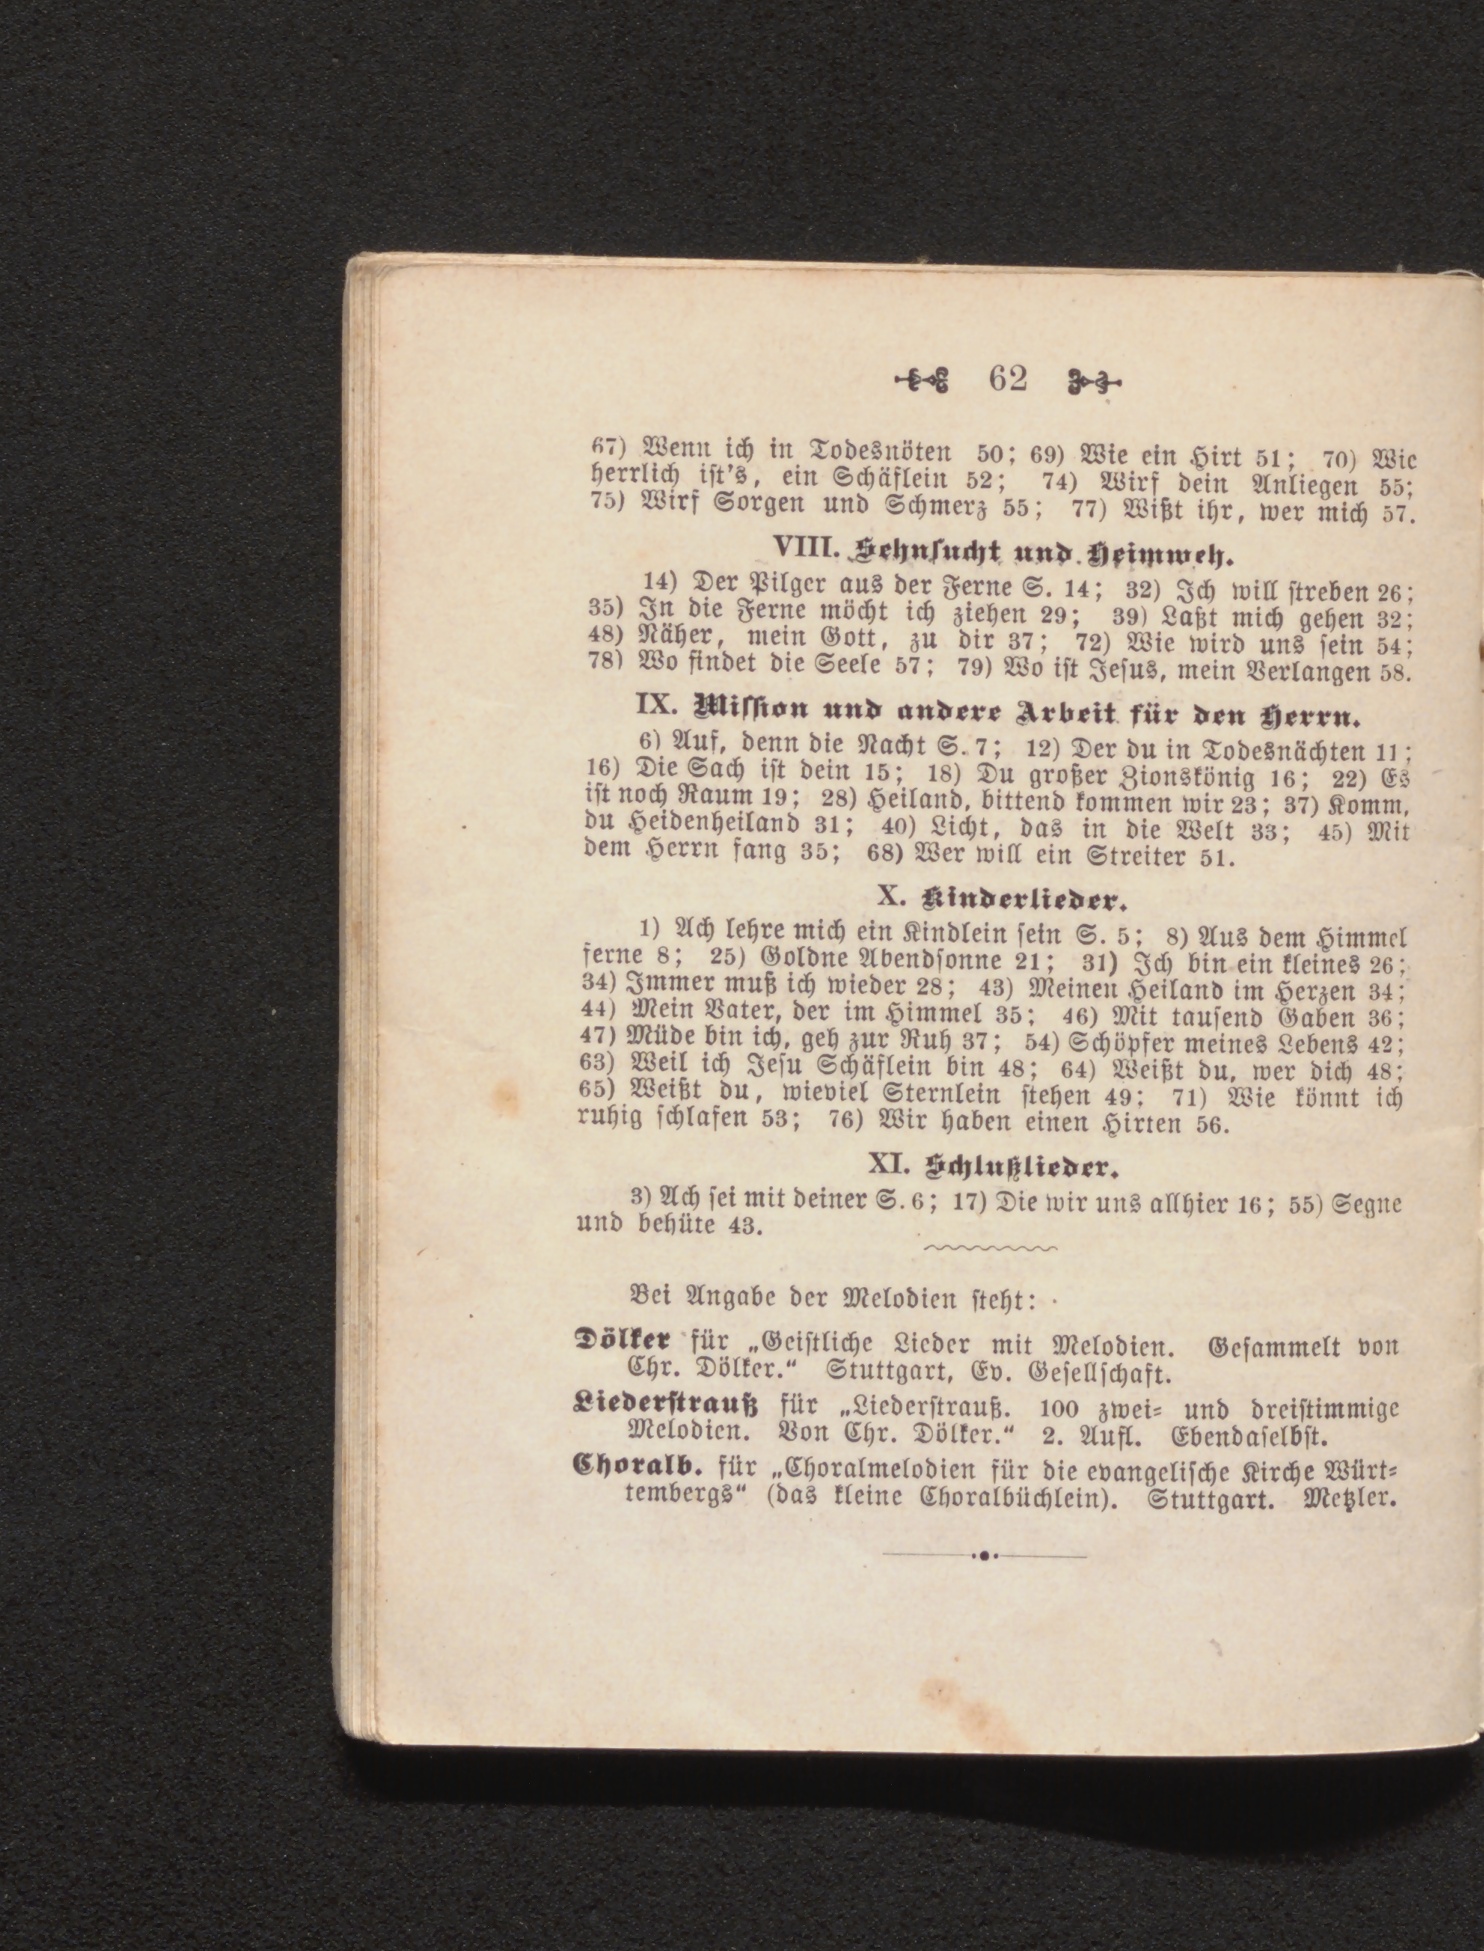 62
67) Wenn ich in Todesnöten 50; 69) Wie ein Hirt 51; 70) Wie
herrlich ist's, ein Schäflein 52; 74) Wirf dein Anliegen 55;
75) Wirf Sorgen und Schmerz 55; 77) Wißt ihr, wer mich 57.
VIII. Sehnsucht und Heimweh.
14) Der Pilger aus der Ferne S. 14; 32) Ich will streben 26;
35) In die Ferne möcht ich ziehen 29; 39) Laßt mich gehen 32;
48) Näher, mein Gott, zu dir 37; 72) Wie wird uns sein 54;
78) Wo findet die Seele 57; 79) Wo ist Jesus, mein Verlangen 58.
IX. Mission und andere Arbeit für den Herrn.
6) Auf, denn die Nacht S. 7; 12) Der du in Todesnächten 11;
16) Die Sach ist dein 15; 18) Du großer Zionskönig 16; 22) Es
ist noch Raum 19; 28) Heiland, bittend kommen wir 23; 37) Komm,
du Heidenheiland 31; 40) Licht, das in die Welt 33; 45) Mit
dem Herrn fang 35; 68) Wer will ein Streiter 51.
X. Kinderlieder.
1) Ach lehre mich ein Kindlein sein S. 5; 8) Aus dem Himmel
ferne 8; 25) Goldne Abendsonne 21; 31) Ich bin ein kleines 26;
34) Immer muß ich wieder 28; 43) Meinen Heiland im Herzen 34;
44) Mein Vater, der im Himmel 35; 46) Mit tausend Gaben 36;
47) Müde bin ich, geh zur Ruh 37; 54) Schöpfer meines Lebens 42;
63) Weil ich Jesu Schäflein bin 48; 64) Weißt du, wer dich 48;
65) Weißt du, wieviel Sternlein stehen 49; 71) Wie könnt ich
ruhig schlafen 53; 76) Wir haben einen Hirten 56.
XI. Schlußlieder.
3) Ach sei mit deiner S. 6; 17) Die wir uns allhier 16; 55) Segne
und behüte 43.
Bei Angabe der Melodien steht:
Dölker für „Geistliche Lieder mit Melodien. Gesammelt von
Chr. Dölker.“ Stuttgart, Ev. Gesellschaft.
Liederstrauß für „Liederstrauß. 100 zwei- und dreistimmige
Melodien. Von Chr. Dölker.“ 2. Aufl. Ebendaselbst.
Choralb. für „Choralmelodien für die evangelische Kirche Würt-
tembergs“ (das kleine Choralbüchlein). Stuttgart. Metzler.